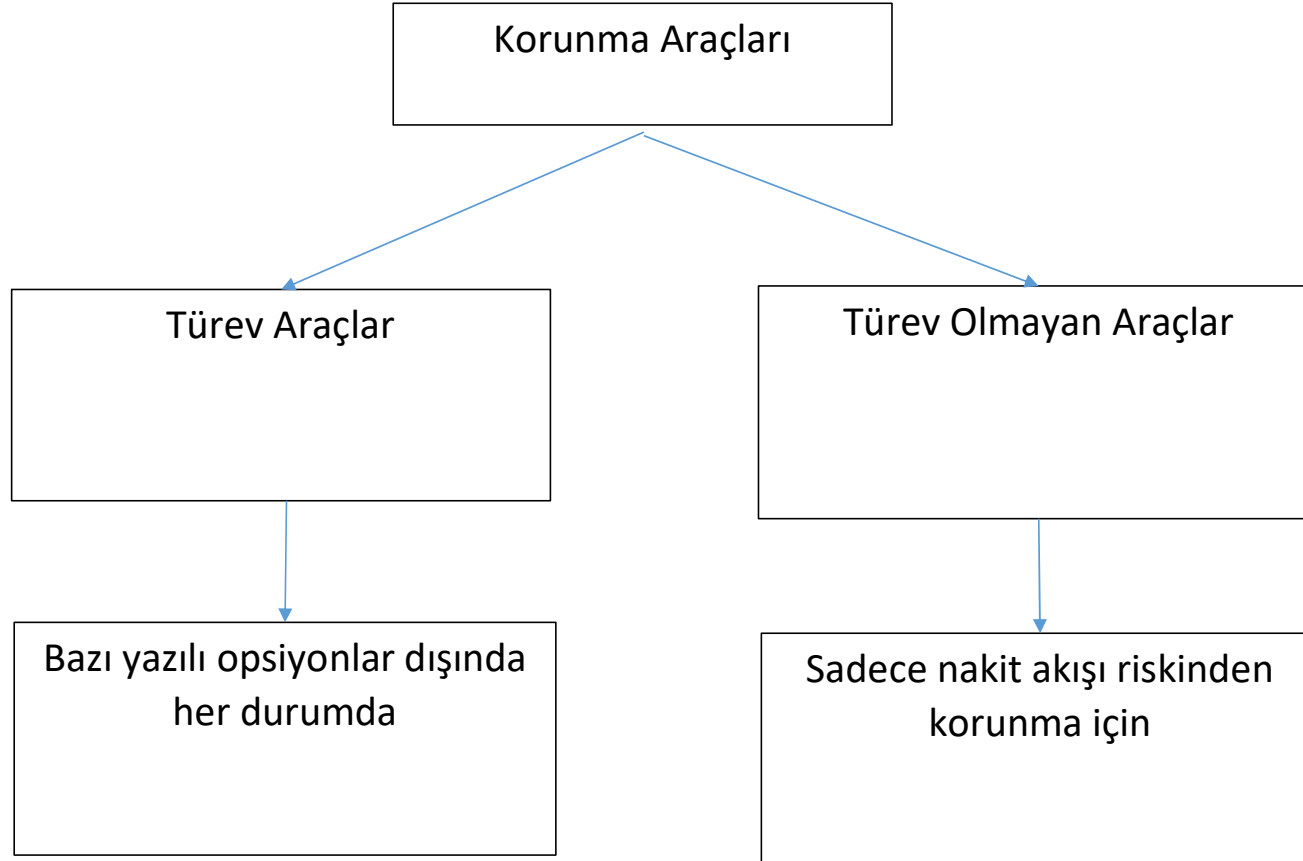 Korunma Araçları
Türev Araçlar
Türev Olmayan Araçlar
Bazı yazılı opsiyonlar dışında
her durumda
Sadece nakit akışı riskinden
korunma için